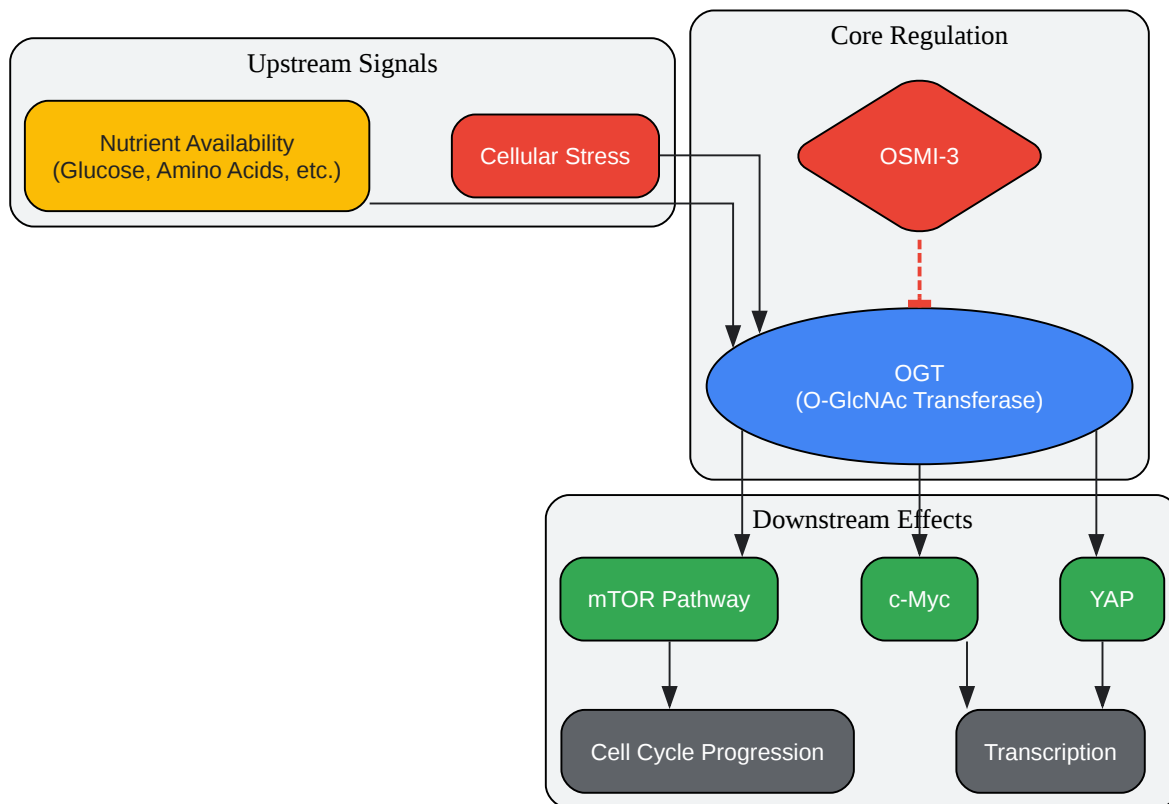 Upstream Signals
Nutrient Availability
(Glucose, Amino Acids, etc.)
Cellular Stress
Core Regulation
OSMI-3
OGT
(O-GlcNAc Transferase)
Downstream Effects
mTOR Pathway
c-Myc
YAP
Cell Cycle Progression
Transcription